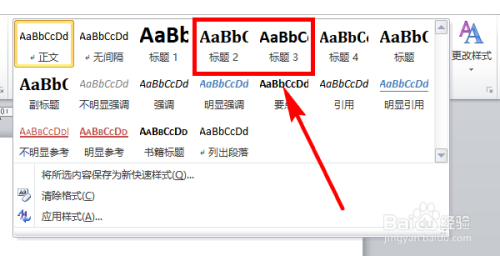 AaBbCcDd AaBbCcDd AaBb AaBbC AaBbC AaBbC AaBbC
↵ 正文 ↵ 无间隔 标题 1 标题 2 标题 3 标题 4 标题
更改样式
AaBbC AaBbCcDd AaBbCcDd AaBbCcDd AaBbCcDd AaBbCcDd AaBbCcDd
副标题 不明显强调 强调 明显强调 要 引用 明显引用
AABBCCDD AABBCCDD AABBCCDD AaBbCcDd
不明显参考 明显参考 书籍标题 ↵ 列出段落
将所选内容保存为新快速样式(Q)...
清除格式(C)
应用样式(A)...
Baidu 经验
jingyan.baidu.com